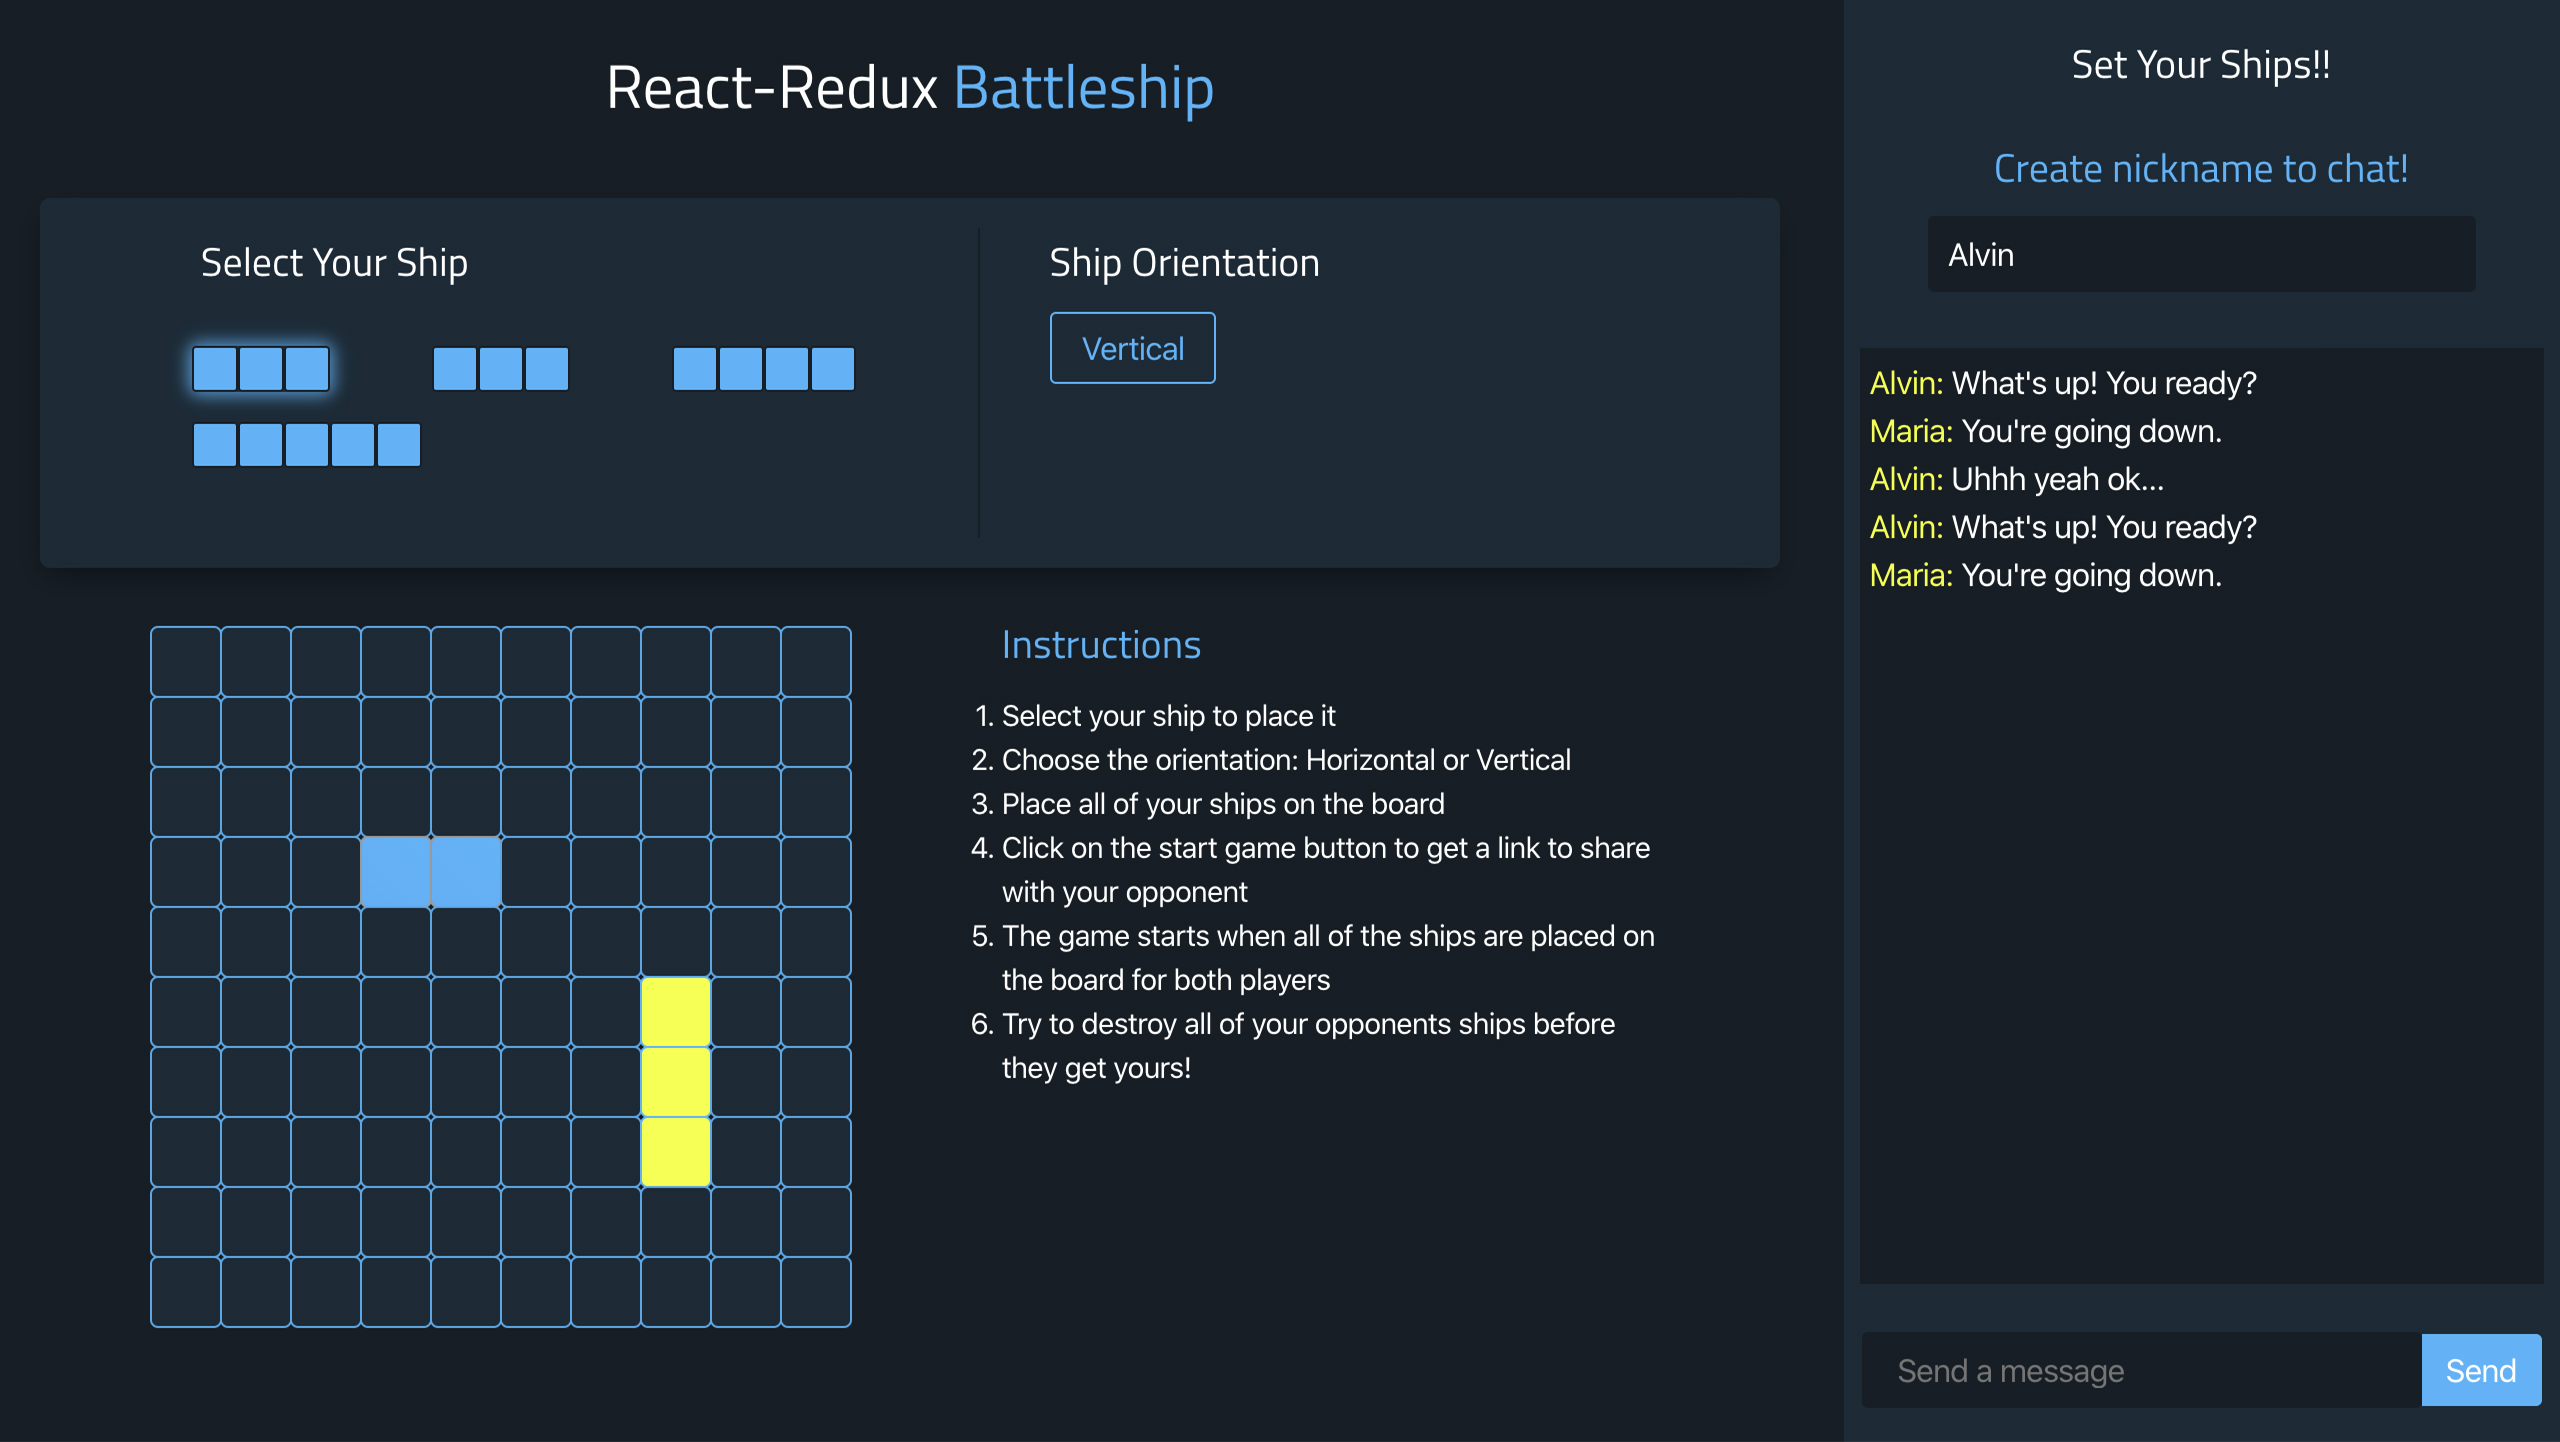 React-Redux Battleship
Select Your Ship
Ship Orientation
Vertical
Instructions
1. Select your ship to place it
2. Choose the orientation: Horizontal or Vertical
3. Place all of your ships on the board
4. Click on the start game button to get a link to share
with your opponent
5. The game starts when all of the ships are placed on
the board for both players
6. Try to destroy all of your opponents ships before
they get yours!
Set Your Ships!!
Create nickname to chat!
Alvin
Alvin: What's up! You ready?
Maria: You're going down.
Alvin: Uhhh yeah ok...
Alvin: What's up! You ready?
Maria: You're going down.
Send a message
Send